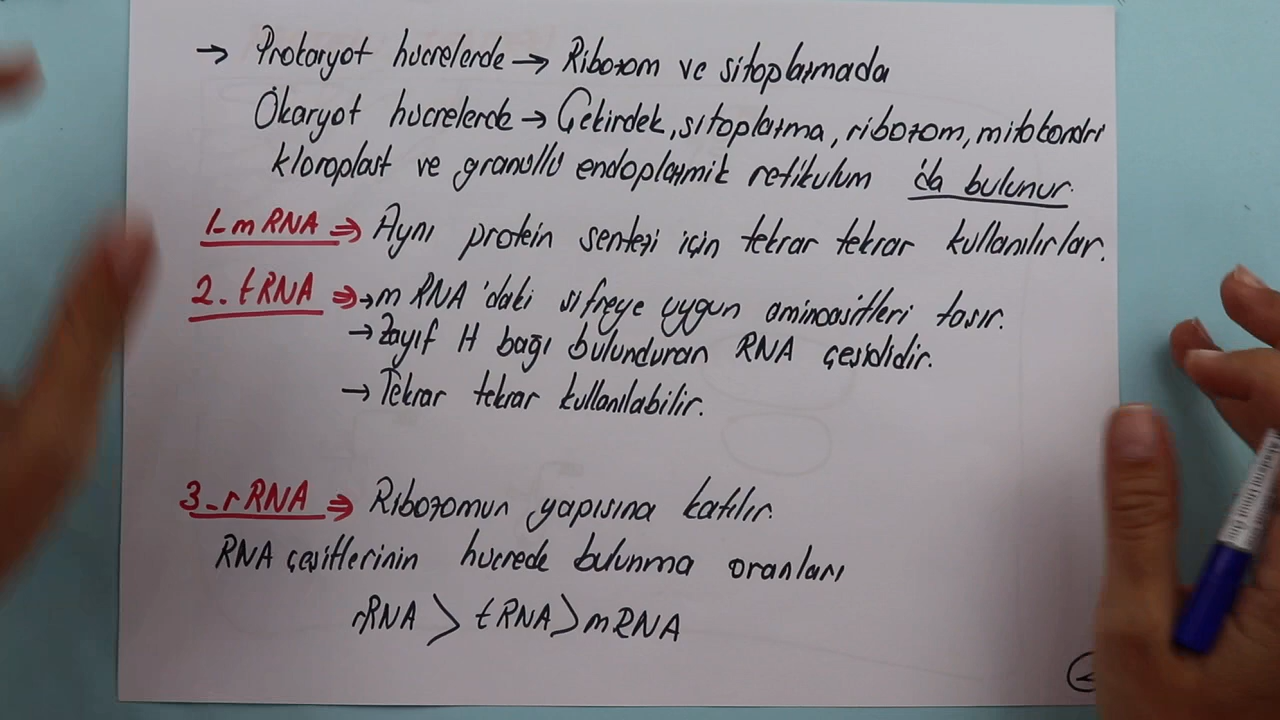 → Prokaryot hücrelerde → Ribozom ve sitoplazmada
Ökaryot hücrelerde → Çekirdek, sitoplazma, ribozom, mitokondri
kloroplast ve granüllü endoplazmik retikulum 'da bulunur.
1-mRNA ⇒ Aynı protein sentezi için tekrar tekrar kullanılırlar.
2. tRNA ⇒ → mRNA'daki şifreye uygun aminoasitleri taşır.
→ Zayıf H bağı bulunduran RNA çeşididir.
→ Tekrar tekrar kullanılabilir.
3-rRNA ⇒ Ribozomun yapısına katılır.
RNA çeşitlerinin hücrede bulunma oranları
rRNA > tRNA > mRNA